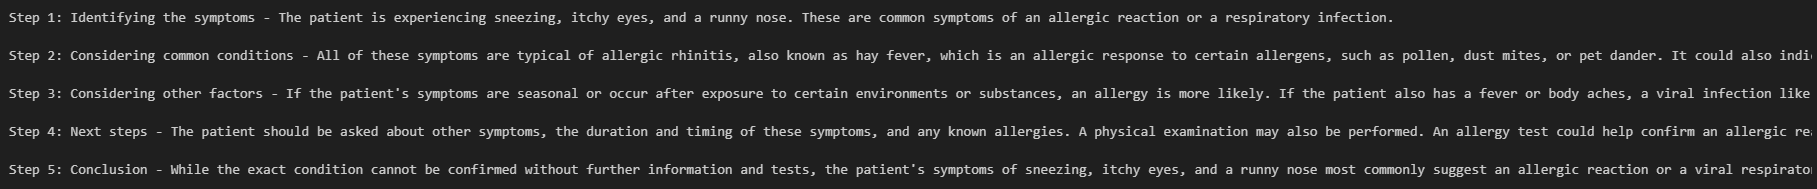 Step 1: Identifying the symptoms - The patient is experiencing sneezing, itchy eyes, and a runny nose. These are common symptoms of an allergic reaction or a respiratory infection.
Step 2: Considering common conditions - All of these symptoms are typical of allergic rhinitis, also known as hay fever, which is an allergic response to certain allergens, such as pollen, dust mites, or pet dander. It could also
Step 3: Considering other factors - If the patient's symptoms are seasonal or occur after exposure to certain environments or substances, an allergy is more likely. If the patient also has a fever or body aches, a viral infection like
Step 4: Next steps - The patient should be asked about other symptoms, the duration and timing of these symptoms, and any known allergies. A physical examination may also be performed. An allergy test could help confirm an allergic
Step 5: Conclusion - While the exact condition cannot be confirmed without further information and tests, the patient's symptoms of sneezing, itchy eyes, and a runny nose most commonly suggest an allergic reaction or a viral